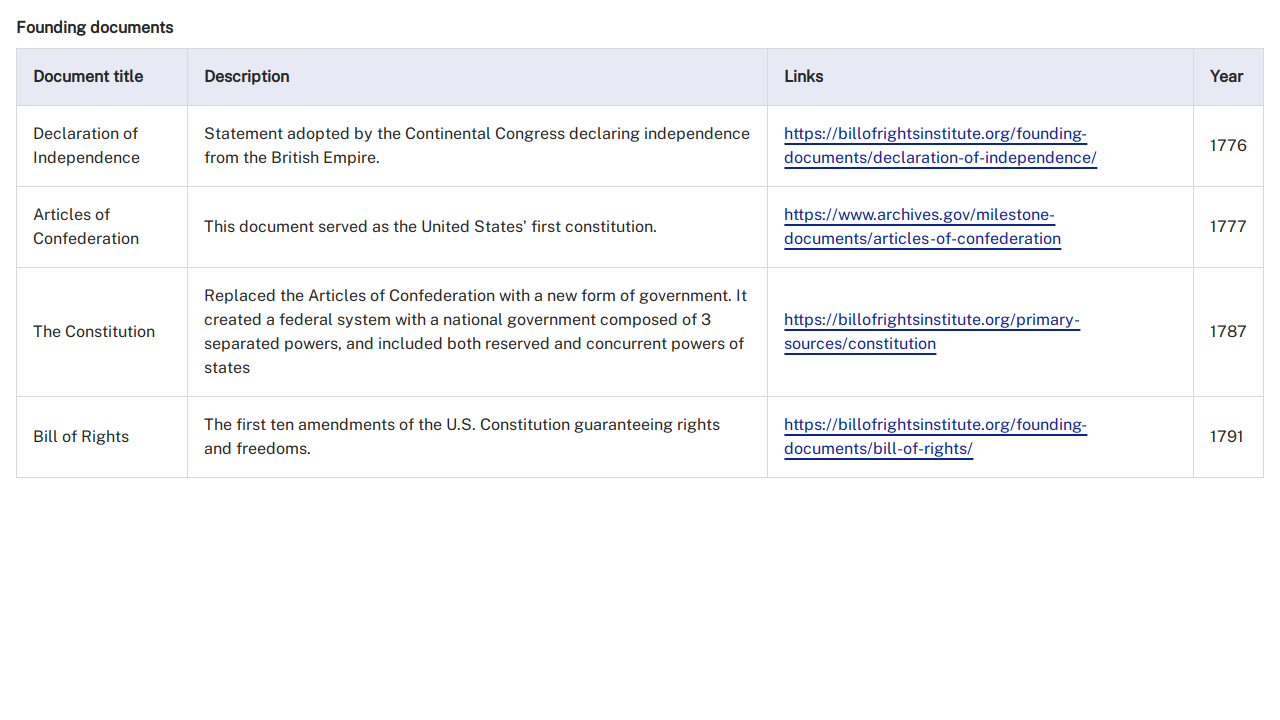 Founding documents
Document title
Description
Links
Year
Declaration of
Independence
Statement adopted by the Continental Congress declaring independence
from the British Empire.
https://billofrightsinstitute.org/founding-
documents/declaration-of-independence/
1776
Articles of
Confederation
This document served as the United States’ first constitution.
https://www.archives.gov/milestone-
documents/articles-of-confederation
1777
The Constitution
Replaced the Articles of Confederation with a new form of government. It
created a federal system with a national government composed of 3
separated powers, and included both reserved and concurrent powers of
states
https://billofrightsinstitute.org/primary-
sources/constitution
1787
Bill of Rights
The first ten amendments of the U.S. Constitution guaranteeing rights
and freedoms.
https://billofrightsinstitute.org/founding-
documents/bill-of-rights/
1791